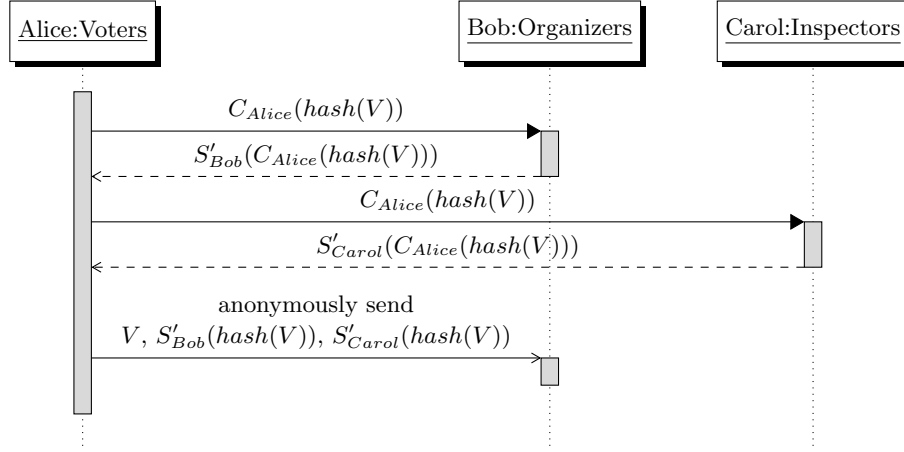 Alice:Voters
Bob:Organizers
Carol:Inspectors
C_{Alice}(hash(V))
S'_{Bob}(C_{Alice}(hash(V)))
C_{Alice}(hash(V))
S'_{Carol}(C_{Alice}(hash(V)))
anonymously send
V, S'_{Bob}(hash(V)), S'_{Carol}(hash(V))